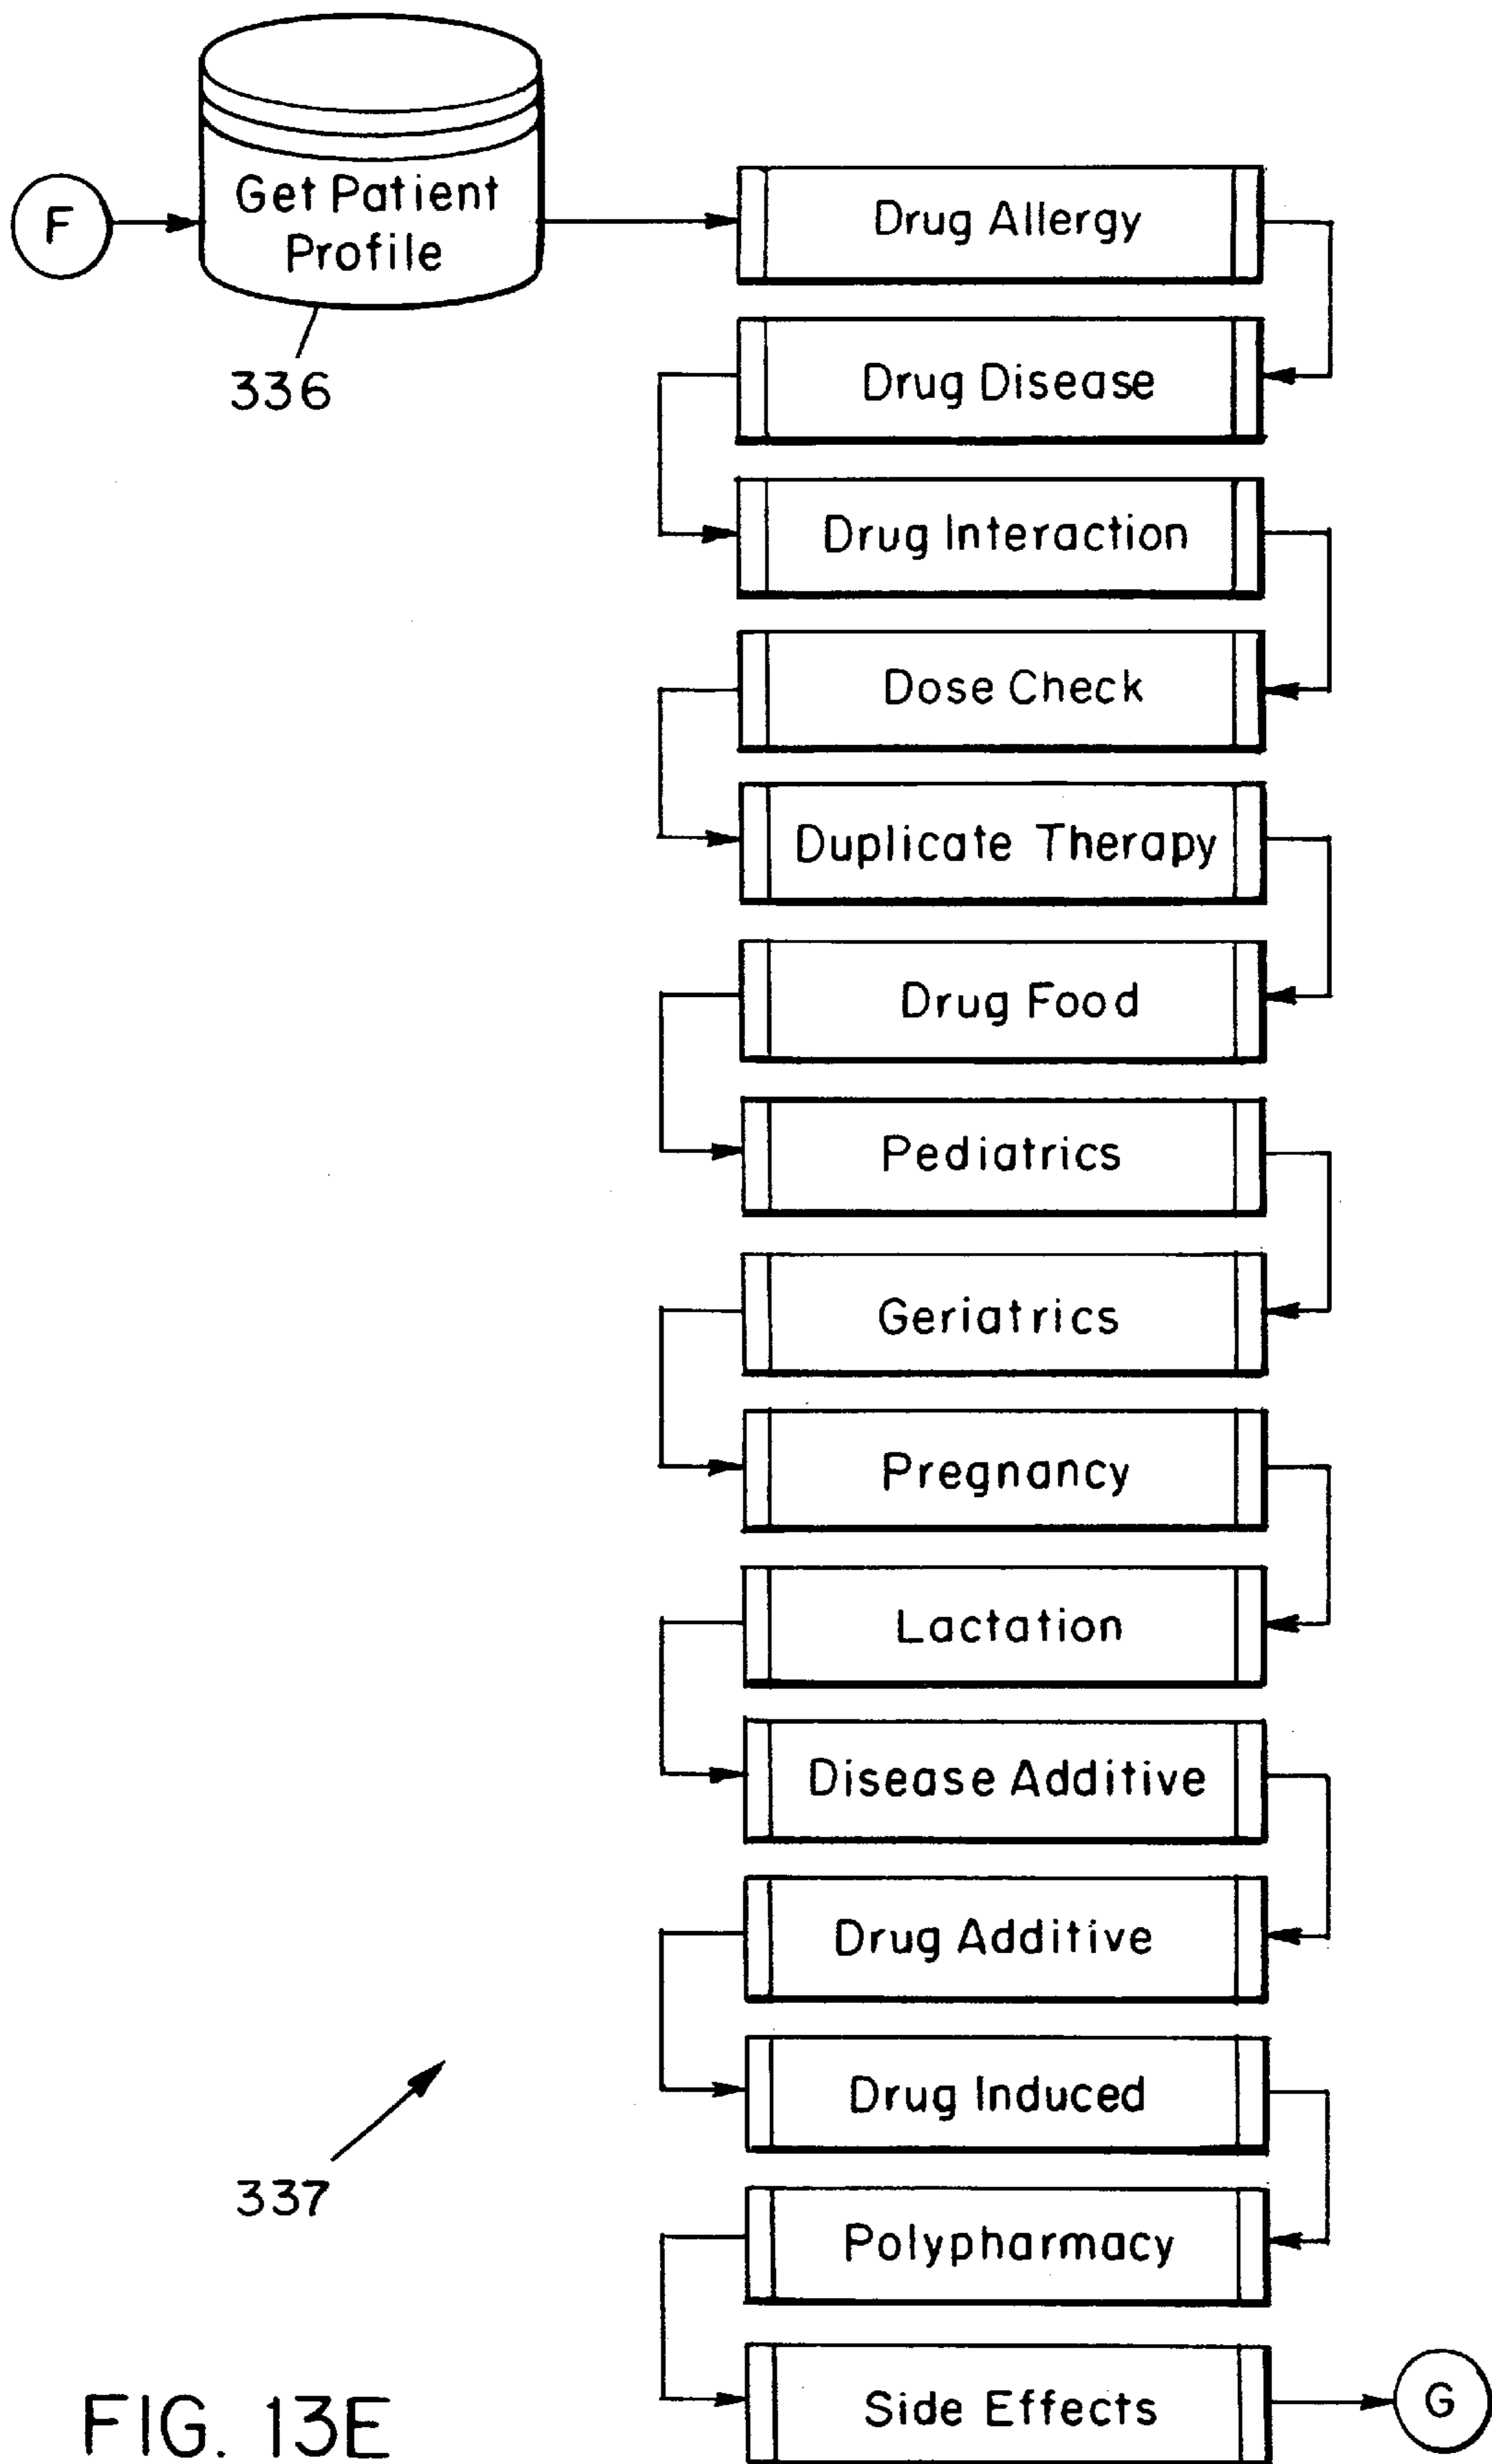 F
Get Patient
Profile
336
Drug Allergy
Drug Disease
Drug Interaction
Dose Check
Duplicate Therapy
Drug Food
Pediatrics
Geriatrics
Pregnancy
Lactation
Disease Additive
Drug Additive
Drug Induced
337
Polypharmacy
Side Effects
G
FIG. 13E